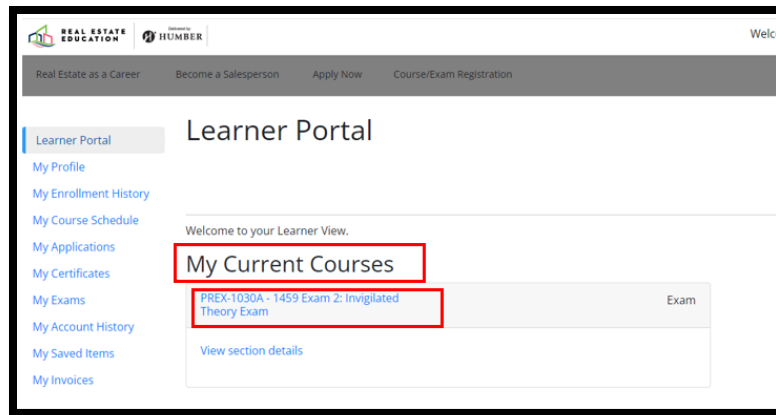 REAL ESTATE
EDUCATION
Delivered by
HUMBER
Welc
Real Estate as a Career
Become a Salesperson
Apply Now
Course/Exam Registration
Learner Portal
My Profile
My Enrollment History
My Course Schedule
My Applications
My Certificates
My Exams
My Account History
My Saved Items
My Invoices
Learner Portal
Welcome to your Learner View.
My Current Courses
PREX-1030A - 1459 Exam 2: Invigilated
Theory Exam
Exam
View section details